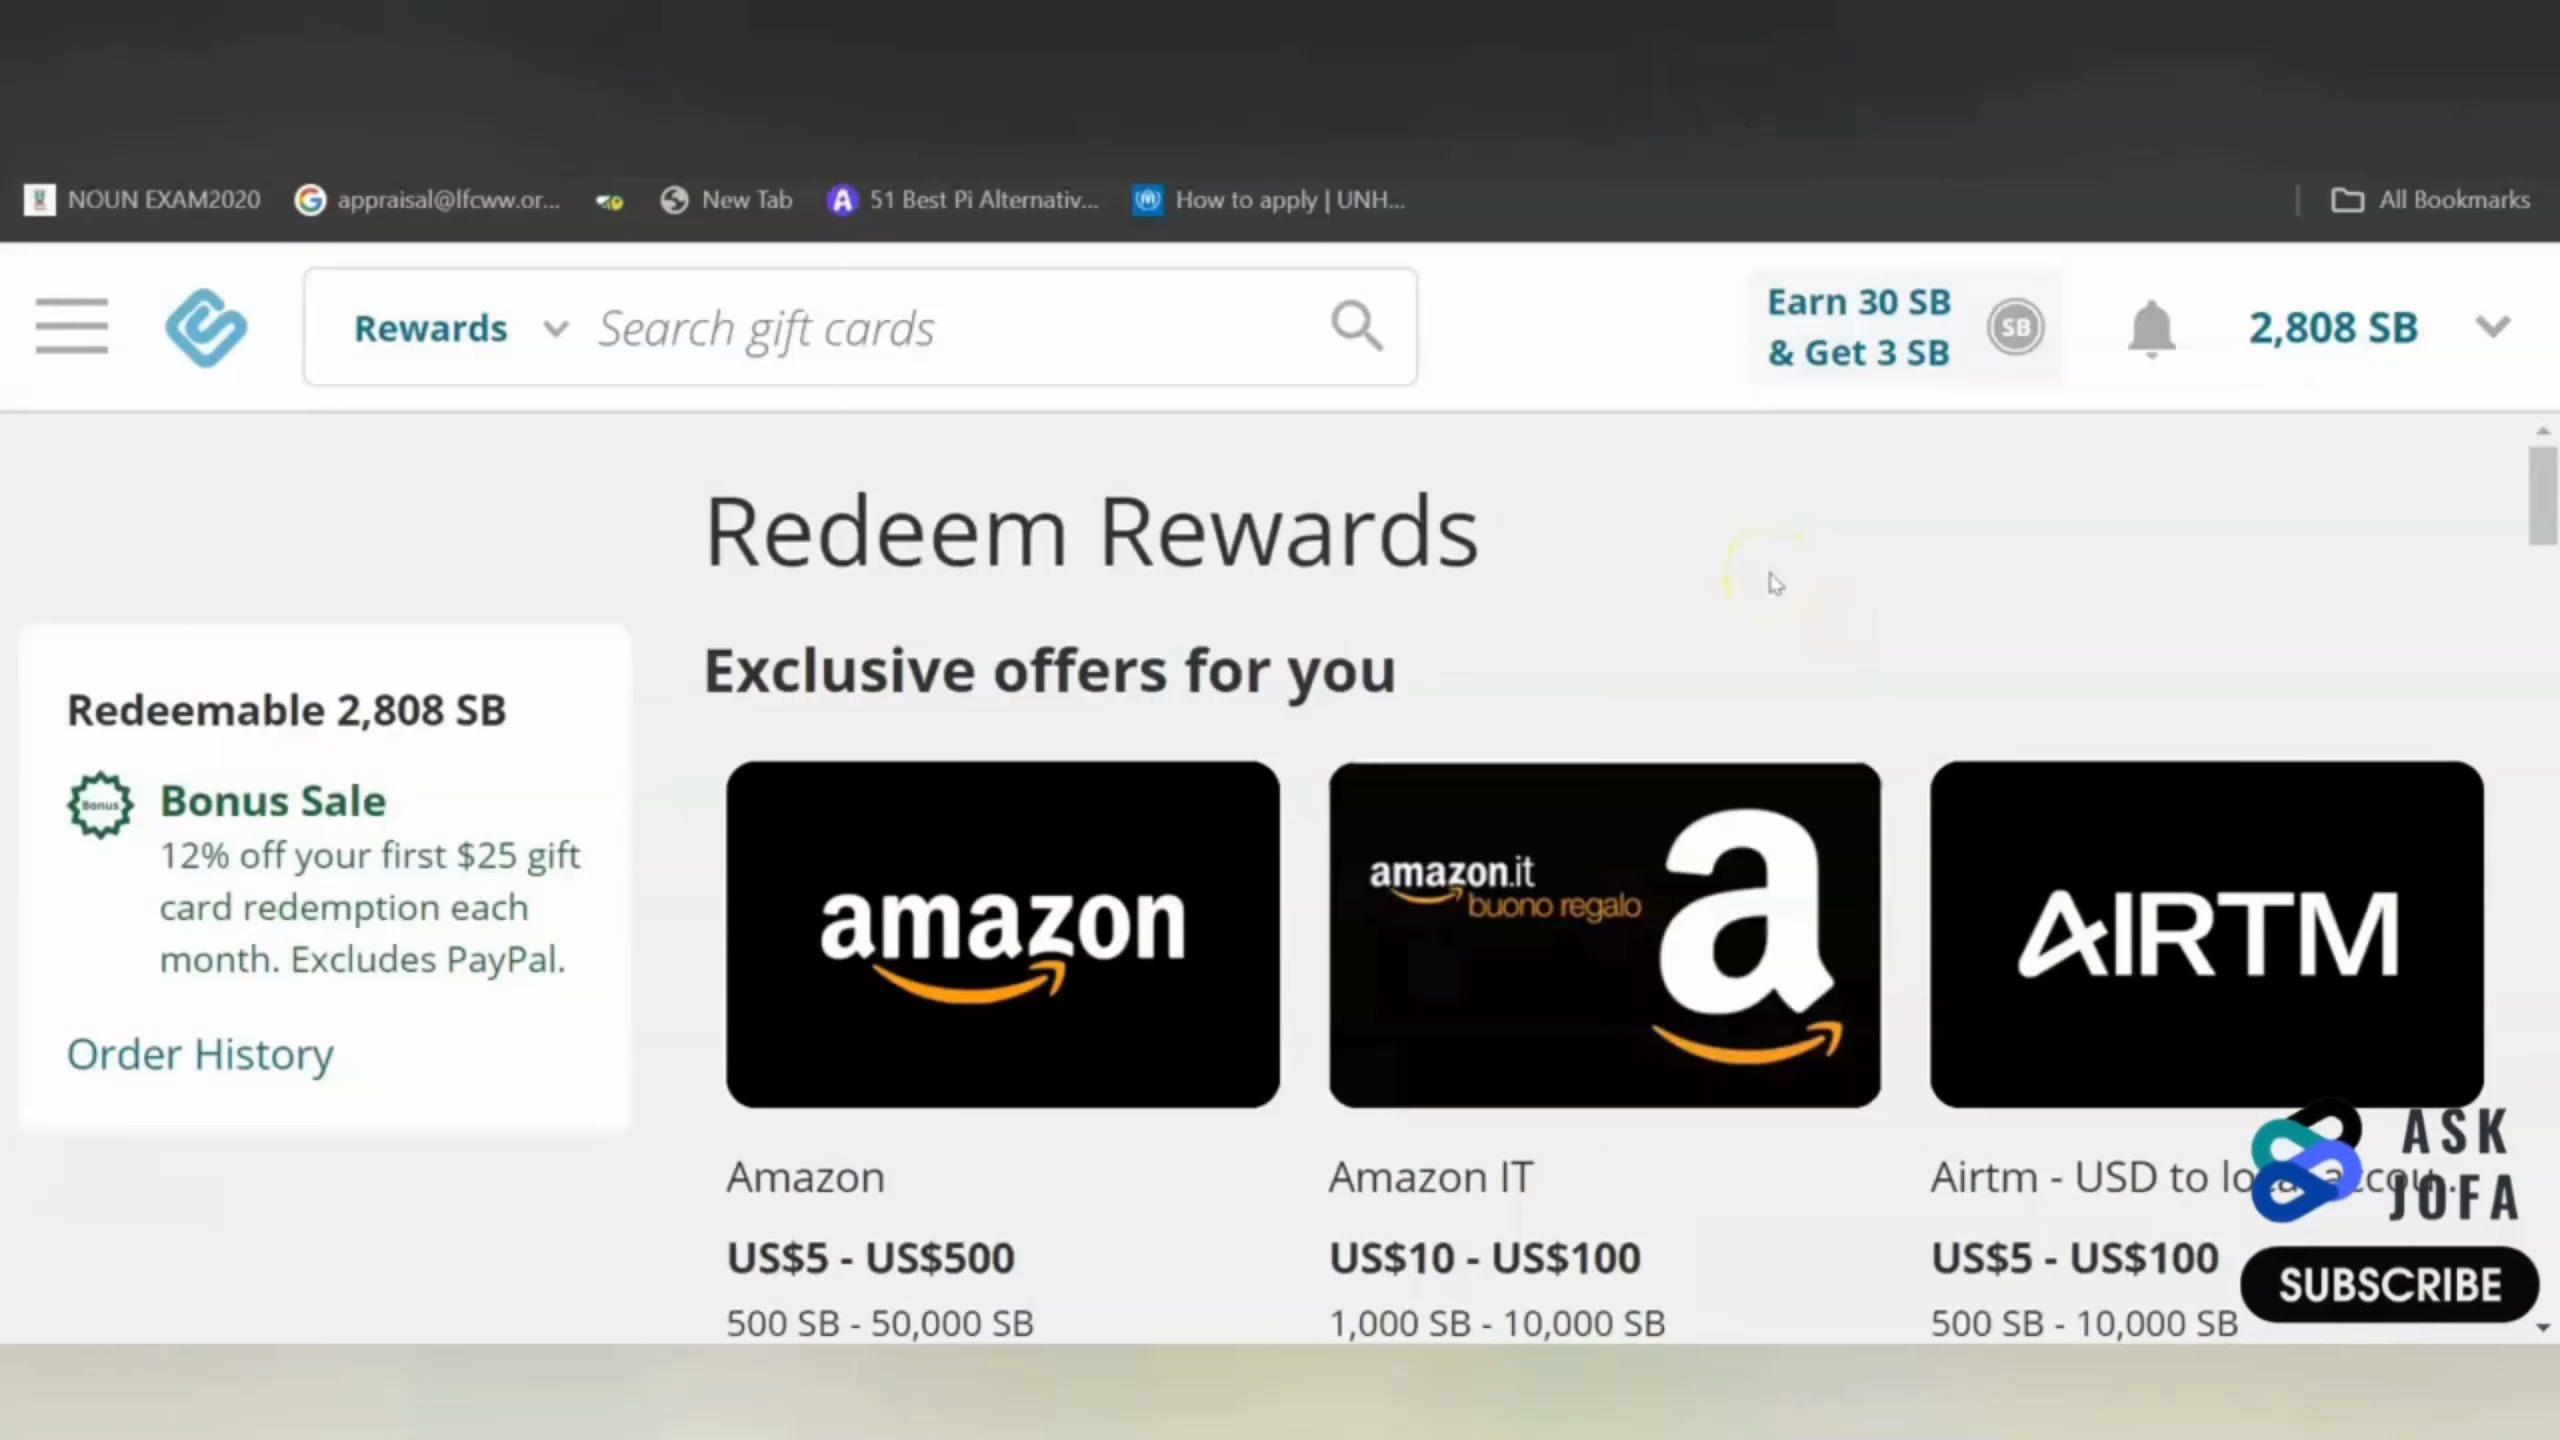 NOUN EXAM2020
appraisal@lfcww.or...
New Tab
51 Best Pi Alternativ...
How to apply | UNH...
All Bookmarks
Rewards
Search gift cards
Earn 30 SB
& Get 3 SB
SB
2,808 SB
Redeem Rewards
Exclusive offers for you
Redeemable 2,808 SB
Bonus
Bonus Sale
12% off your first $25 gift
card redemption each
month. Excludes PayPal.
Order History
amazon
amazon.it
buono regalo
a
AIRTM
Amazon
US$5 - US$500
500 SB - 50,000 SB
Amazon IT
US$10 - US$100
1,000 SB - 10,000 SB
Airtm - USD to local accou...
US$5 - US$100
500 SB - 10,000 SB
ASK
JOFA
SUBSCRIBE